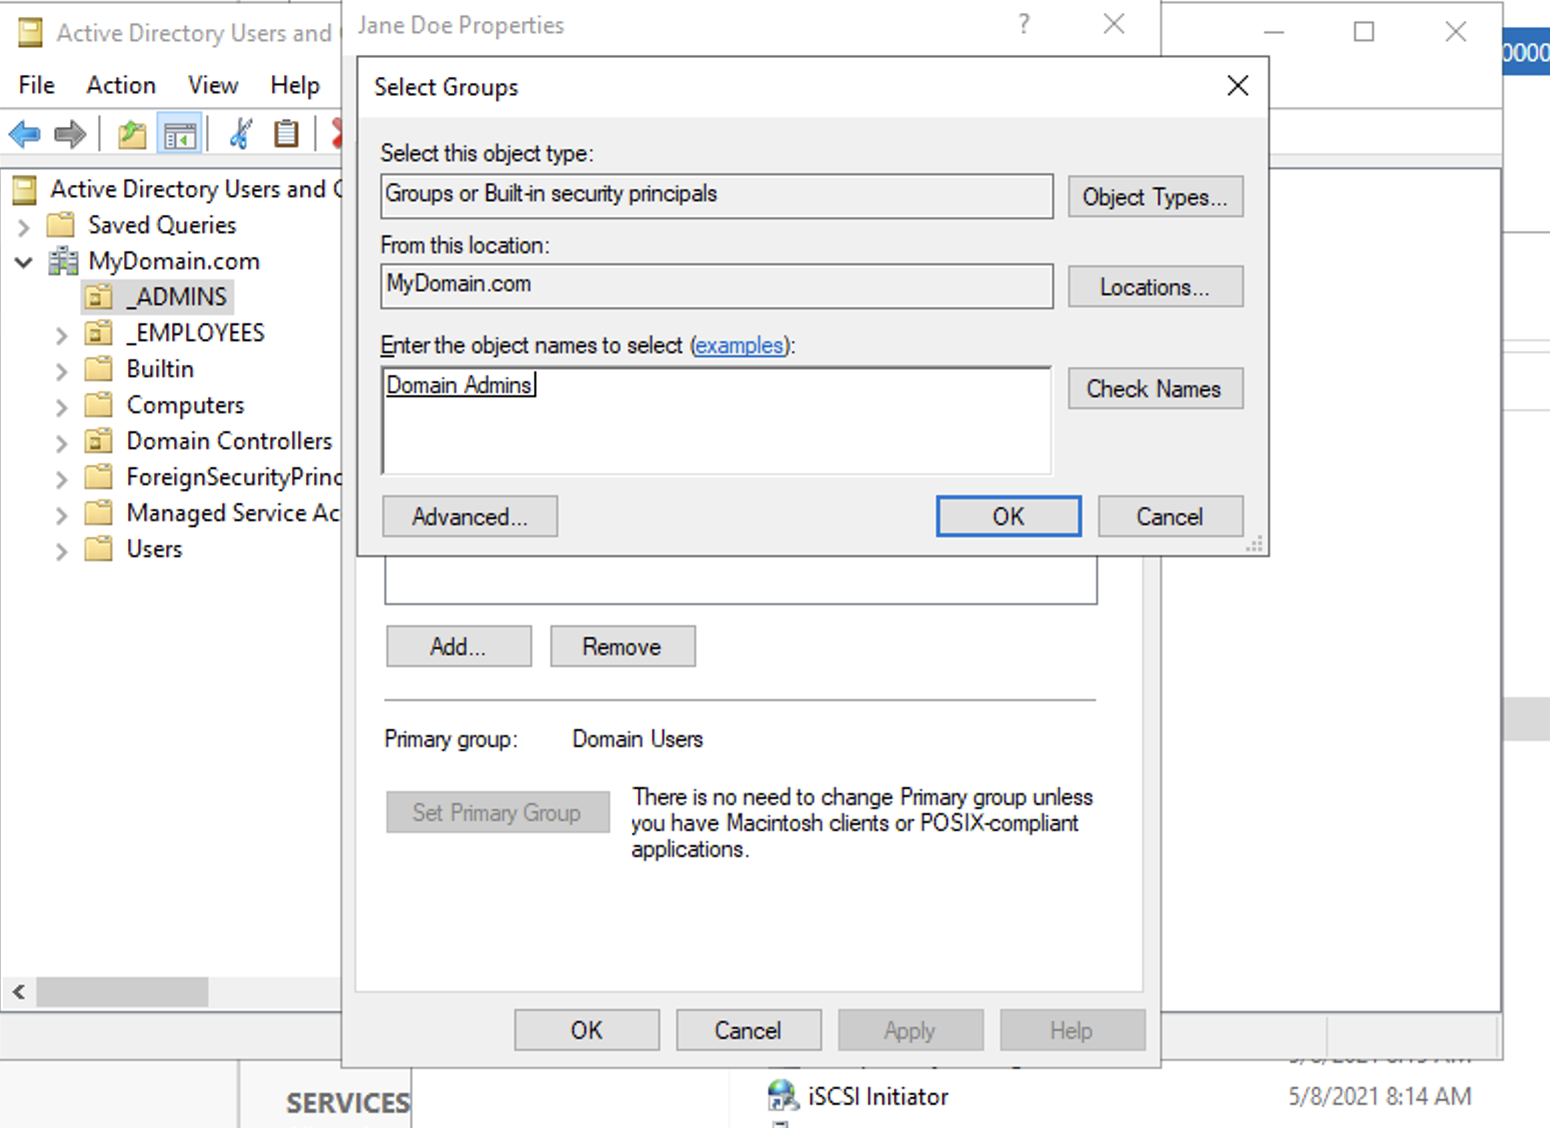 Active Directory Users and
File Action View Help
Active Directory Users and
Saved Queries
MyDomain.com
_ADMINS
_EMPLOYEES
Builtin
Computers
Domain Controllers
ForeignSecurityPrinc
Managed Service Ac
Users
Jane Doe Properties
?
Select Groups
Select this object type:
Groups or Built-in security principals
Object Types...
From this location:
MyDomain.com
Locations...
Enter the object names to select (examples):
Domain Admins
Check Names
Advanced...
OK
Cancel
Add...
Remove
Primary group:
Domain Users
Set Primary Group
There is no need to change Primary group unless
you have Macintosh clients or POSIX-compliant
applications.
OK
Cancel
Apply
Help
0000
SERVICES
iSCSI Initiator
5/8/2021 8:14 AM